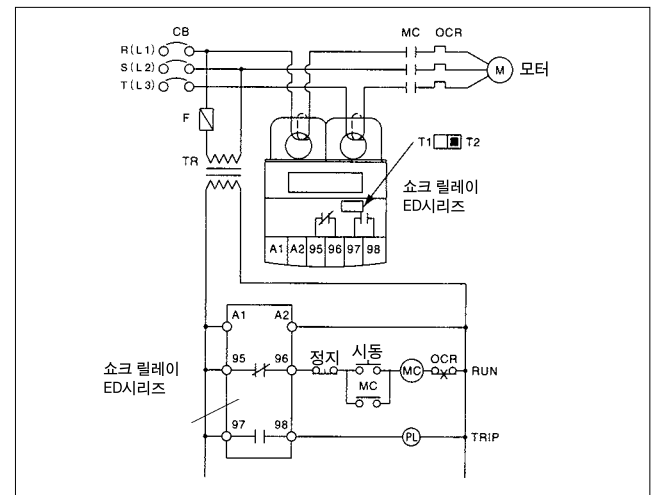 CB
MC OCR
R(L1)
S(L2)
T(L3)
M 모터
F
T1 T2
TR
쇼크 릴레이
ED시리즈
A1 A2 95 96 97 98
A1 A2
95 96 정지 시동 MC OCR RUN
MC
쇼크 릴레이
ED시리즈
97 98 PL TRIP